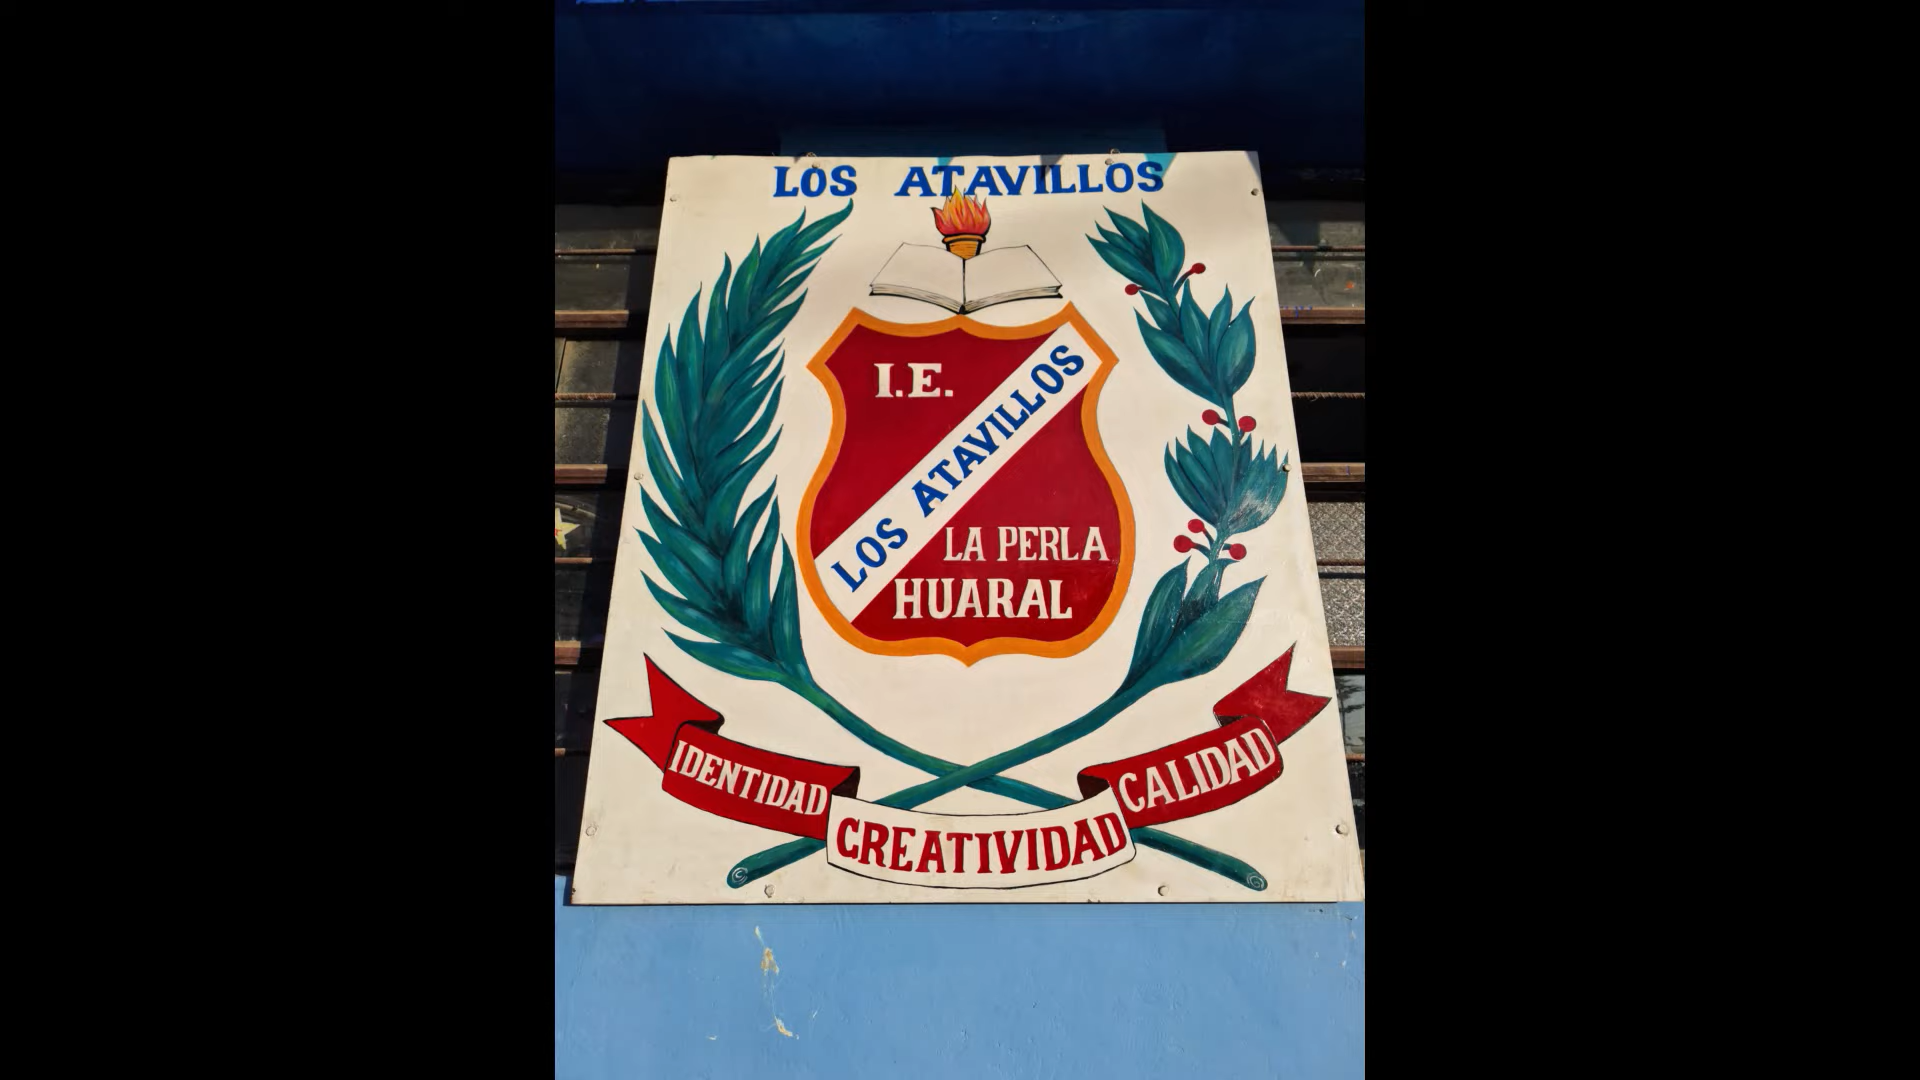 LOS ATAVILLOS
I.E.
LOS ATAVILLOS
LA PERLA
HUARAL
IDENTIDAD
CREATIVIDAD
CALIDAD